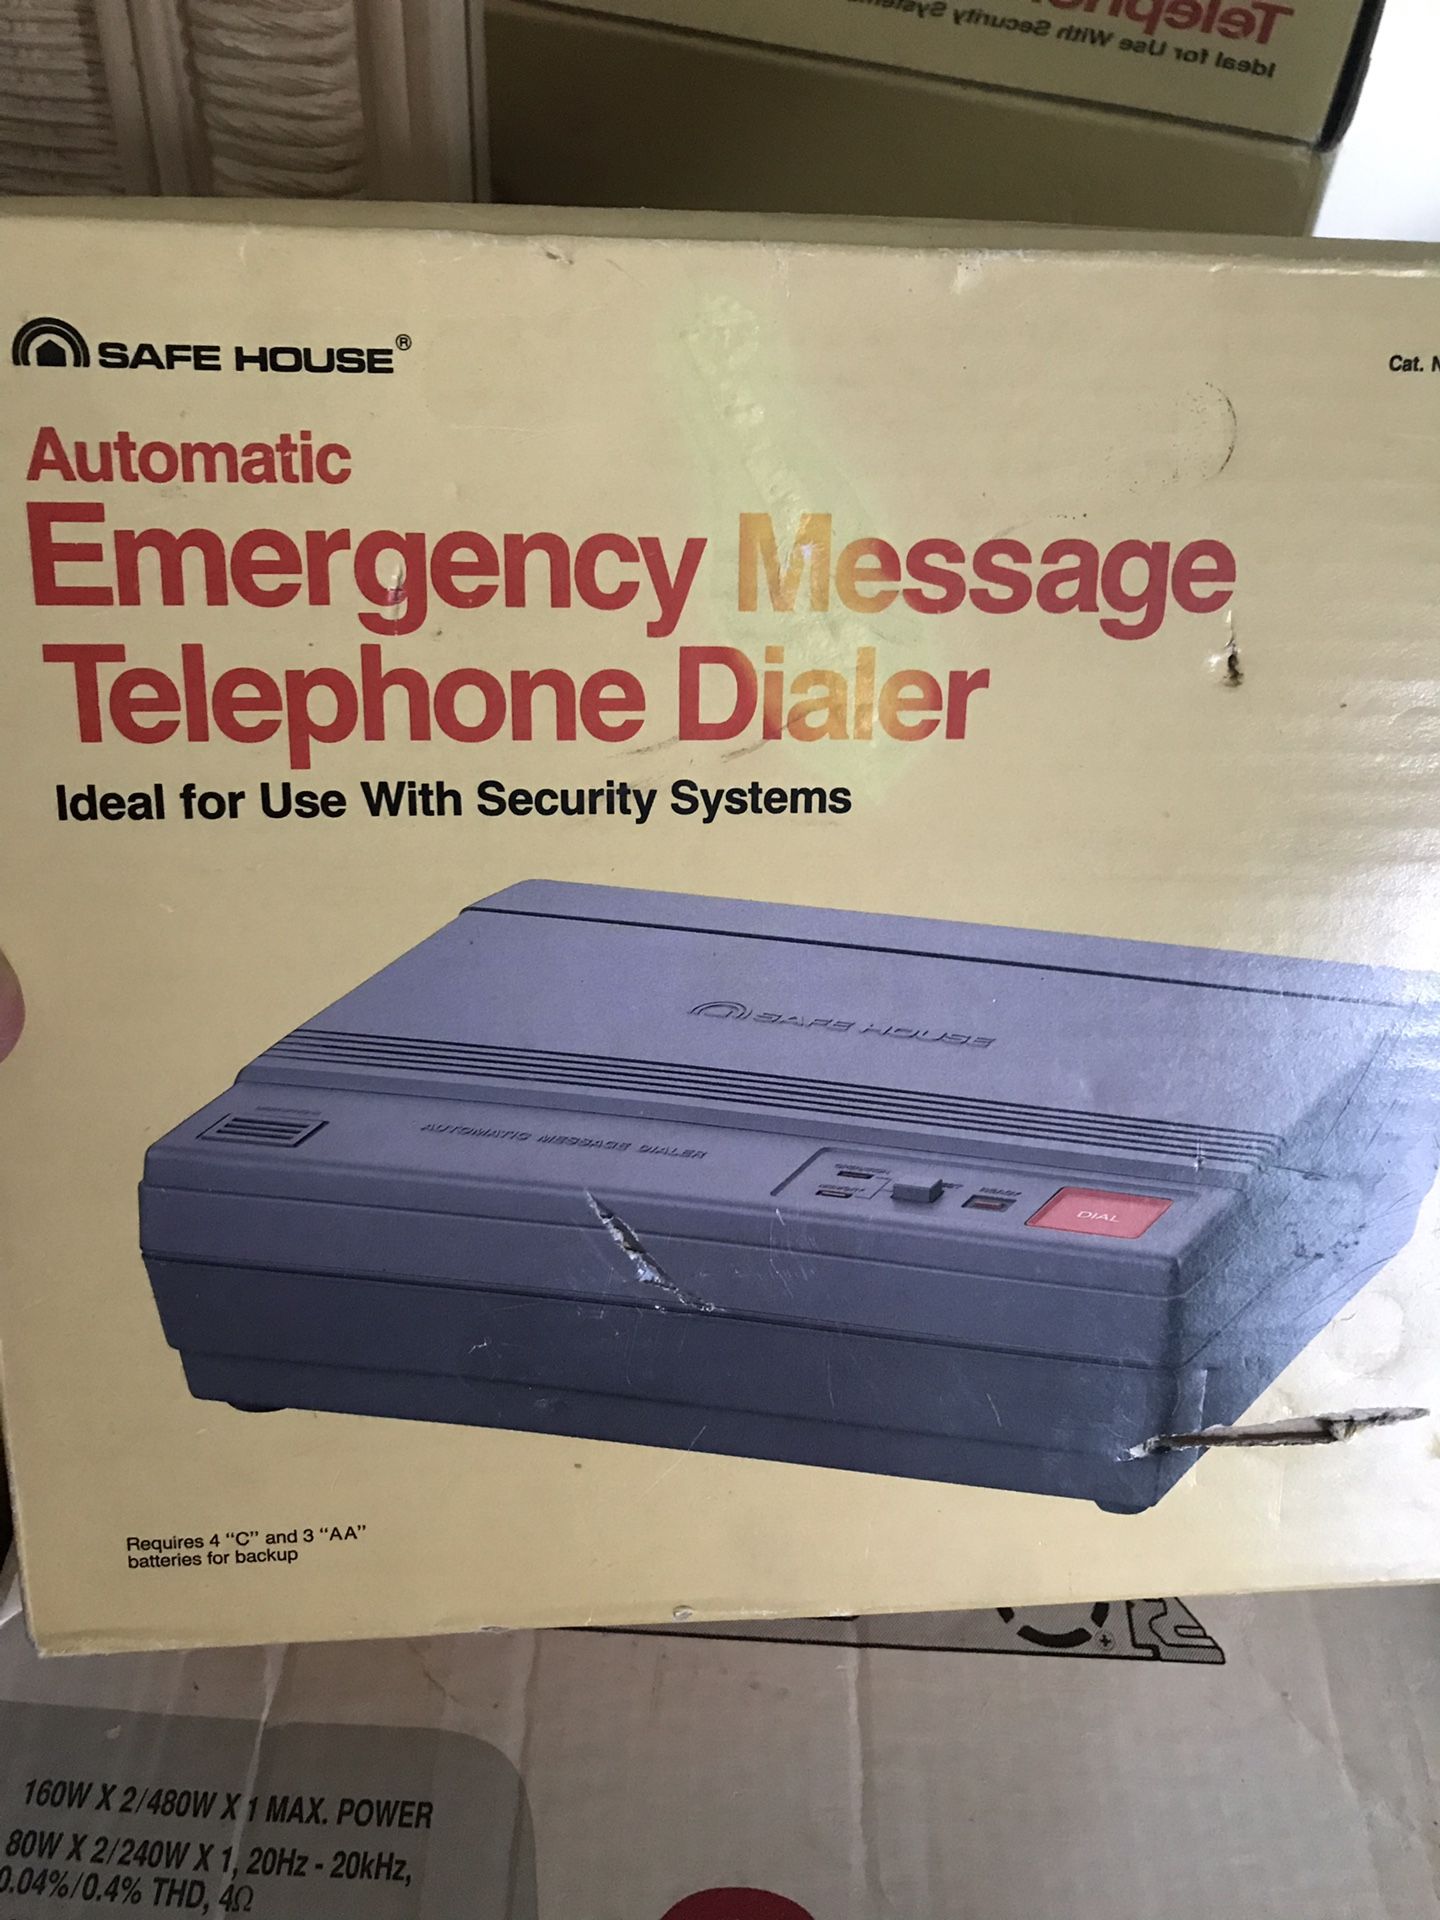 Telephone
Ideal for Use With Security Systems
SAFE HOUSE®
Cat. N
Automatic
Emergency Message
Telephone Dialer
Ideal for Use With Security Systems
SAFE HOUSE
AUTOMATIC MESSAGE DIALER
DIAL
Requires 4 "C" and 3 "AA"
batteries for backup
160W X 2/480W X 1 MAX. POWER
80W X 2/240W X 1, 20Hz - 20kHz,
0.04%/0.4% THD, 4Ω